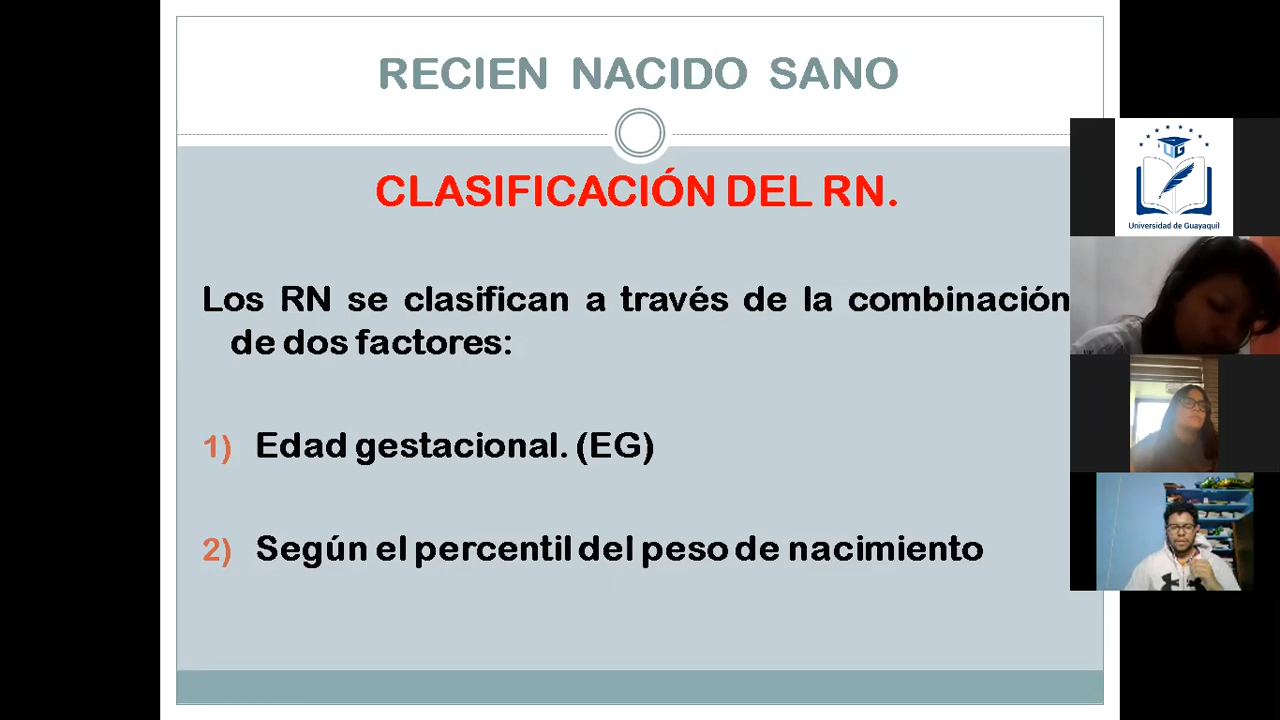 RECIEN NACIDO SANO
CLASIFICACIÓN DEL RN.
Los RN se clasifican a través de la combinación
de dos factores:
1) Edad gestacional. (EG)
2) Según el percentil del peso de nacimiento
UG
Universidad de Guayaquil